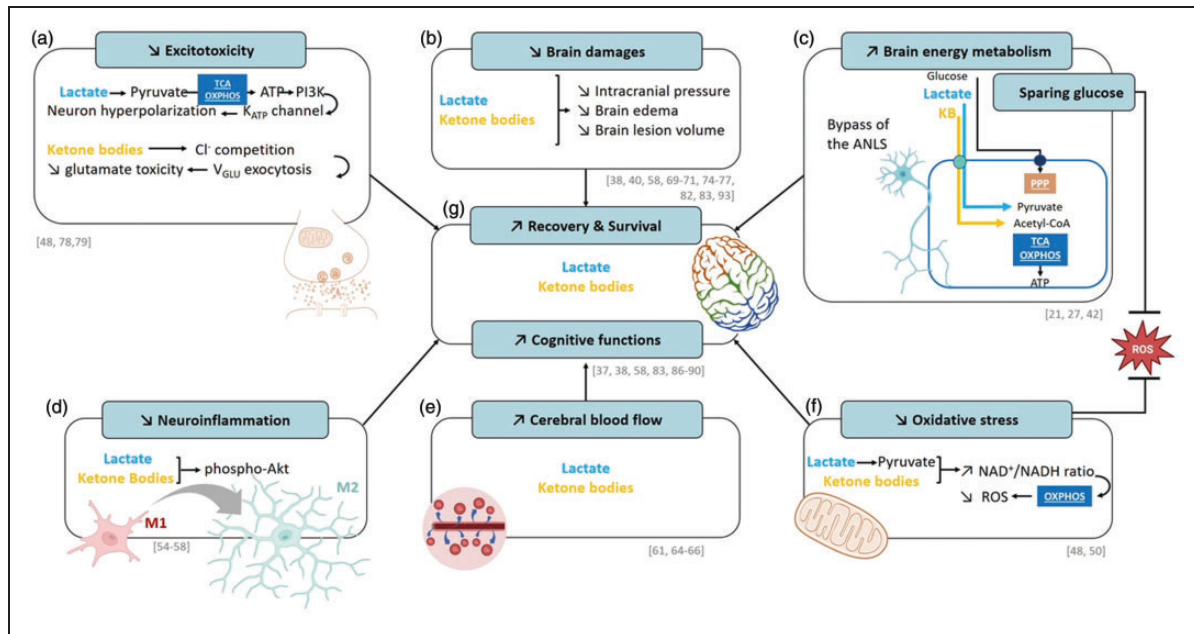 (a)
↘ Excitotoxicity
Lactate → Pyruvate → TCA OXPHOS → ATP → PI3K
Neuron hyperpolarization ← K_ATP channel
Ketone bodies → Cl⁻ competition
↘ glutamate toxicity ← V_GLU exocytosis
[48, 78,79]
(b)
↘ Brain damages
Lactate
Ketone bodies
↘ Intracranial pressure
↘ Brain edema
↘ Brain lesion volume
[38, 40, 58, 69-71, 74-77,
82, 83, 93]
(c)
↗ Brain energy metabolism
Glucose
Lactate
KB
Sparing glucose
Bypass of
the ANLS
PPP
Pyruvate
Acetyl-CoA
TCA
OXPHOS
ATP
[21, 27, 42]
ROS
(g)
↗ Recovery & Survival
Lactate
Ketone bodies
↗ Cognitive functions
[37, 38, 58, 83, 86-90]
(d)
↘ Neuroinflammation
Lactate
Ketone Bodies
→ phospho-Akt
M1
M2
[54-58]
(e)
↗ Cerebral blood flow
Lactate
Ketone bodies
[61, 64-66]
(f)
↘ Oxidative stress
Lactate → Pyruvate
Ketone bodies
→ ↗ NAD⁺/NADH ratio
↘ ROS ← OXPHOS
[48, 50]